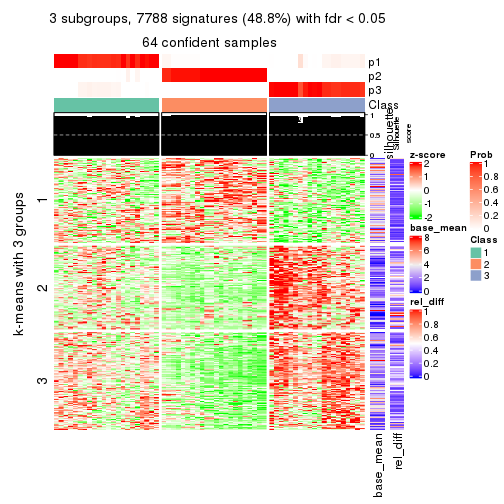 3 subgroups, 7788 signatures (48.8%) with fdr < 0.05
64 confident samples
p1
p2
p3
Class
1
0.5
0
silhouette
Silhouette
score
k-means with 3 groups
1
2
3
base_mean
rel_diff
z-score
2
1
0
-1
-2
base_mean
8
6
4
2
0
rel_diff
1
0.8
0.6
0.4
0.2
0
Prob
1
0.8
0.6
0.4
0.2
0
Class
1
2
3